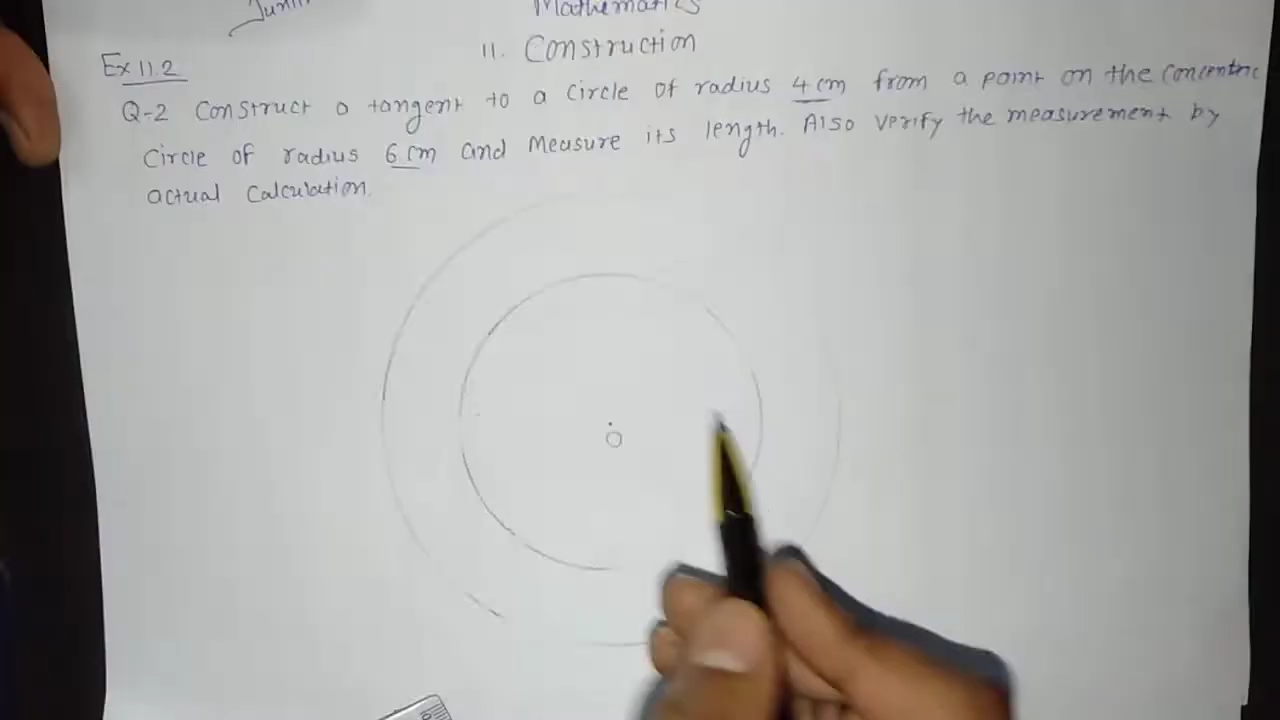 Mathematics
11. Construction
Ex 11.2
Q-2 Construct a tangent to a circle of radius 4 cm from a point on the concentric
circle of radius 6 cm and measure its length. Also verify the measurement by
actual calculation.
O